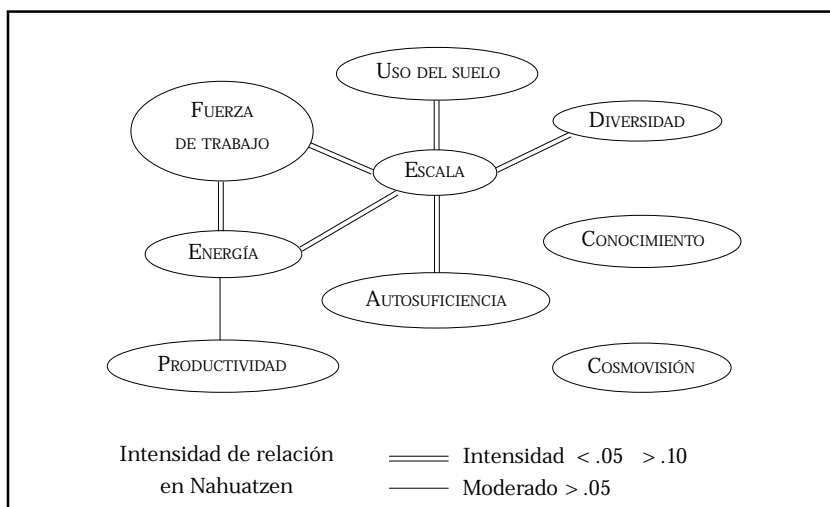 USO DEL SUELO
FUERZA
DE TRABAJO
DIVERSIDAD
ESCALA
ENERGÍA
CONOCIMIENTO
AUTOSUFICIENCIA
PRODUCTIVIDAD
COSMOVISIÓN
Intensidad de relación
en Nahuatzen
Intensidad < .05 > .10
Moderado > .05